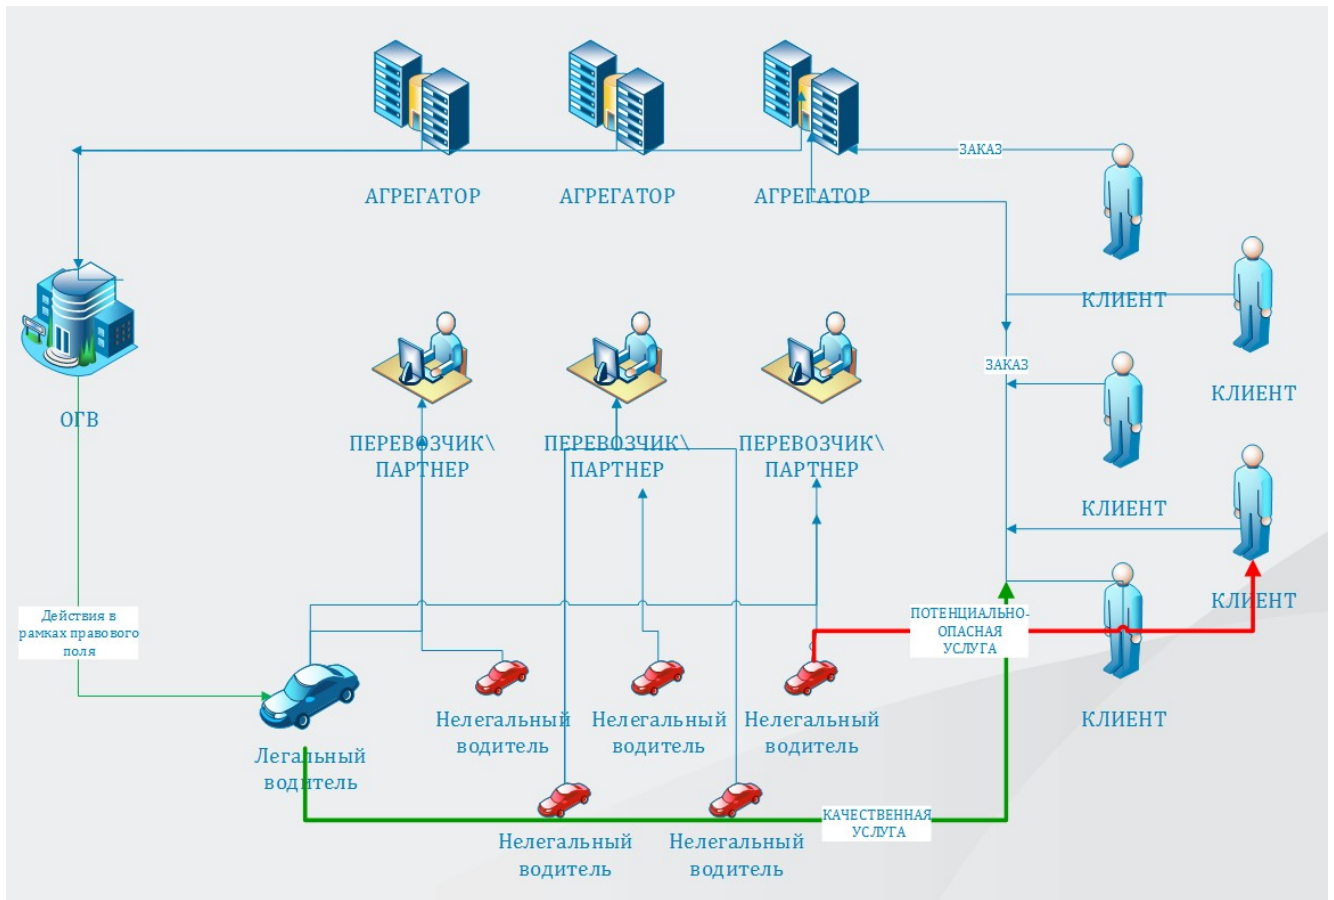 АГРЕГАТОР
АГРЕГАТОР
АГРЕГАТОР
ЗАКАЗ
КЛИЕНТ
КЛИЕНТ
ЗАКАЗ
ОГВ
ПЕРЕВОЗЧИК\
ПАРТНЕР
ПЕРЕВОЗЧИК\
ПАРТНЕР
ПЕРЕВОЗЧИК\
ПАРТНЕР
КЛИЕНТ
КЛИЕНТ
Действия в
рамках правового
поля
ПОТЕНЦИАЛЬНО-
ОПАСНАЯ
УСЛУГА
КЛИЕНТ
Легальный
водитель
Нелегальный
водитель
Нелегальный
водитель
Нелегальный
водитель
Нелегальный
водитель
Нелегальный
водитель
КАЧЕСТВЕННАЯ
УСЛУГА